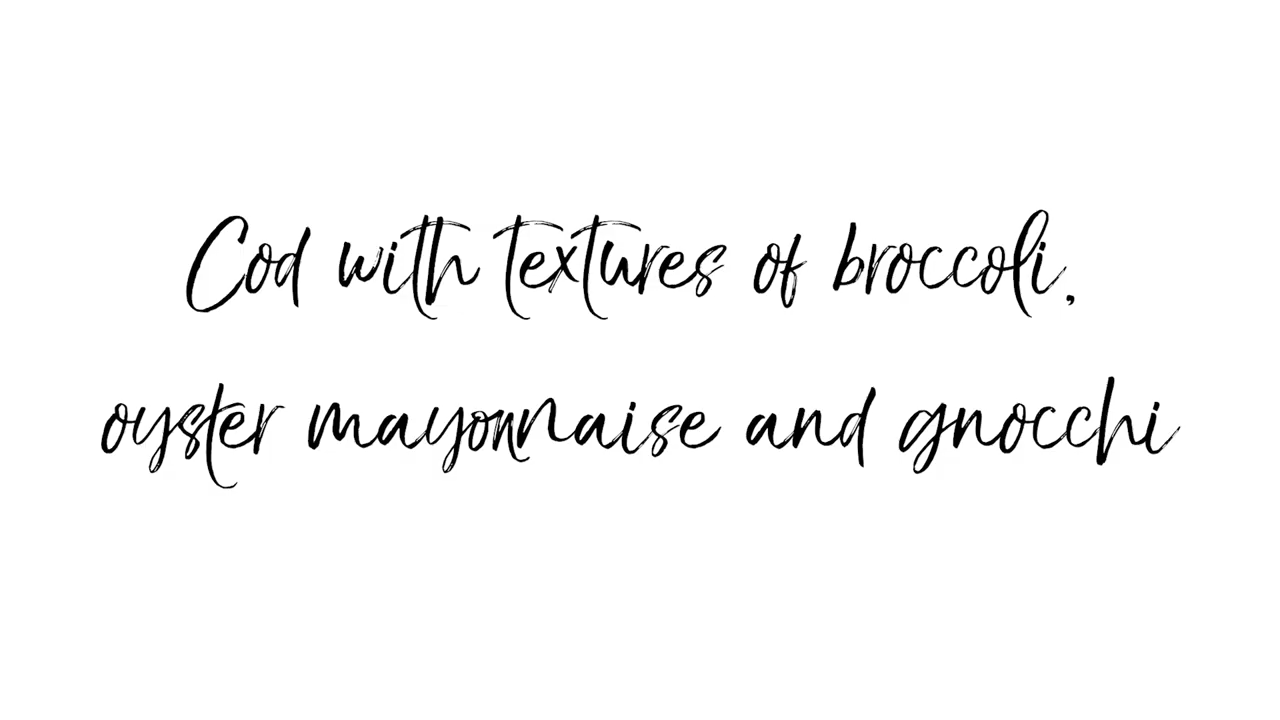 Cod with textures of broccoli,
oyster mayonnaise and gnocchi